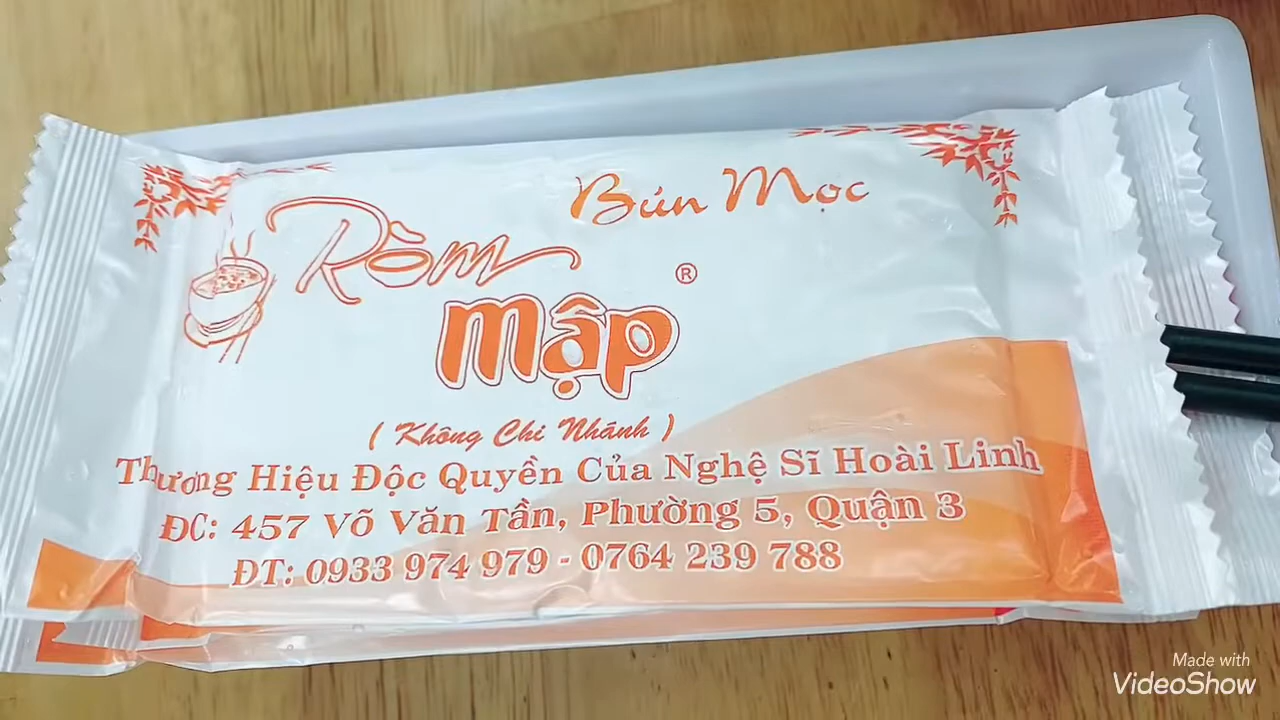 Bún Mọc
Ròm
mập
®
( Không Chi Nhánh )
Thương Hiệu Độc Quyền Của Nghệ Sĩ Hoài Linh
ĐC: 457 Võ Văn Tần, Phường 5, Quận 3
ĐT: 0933 974 979 - 0764 239 788
Made with
VideoShow